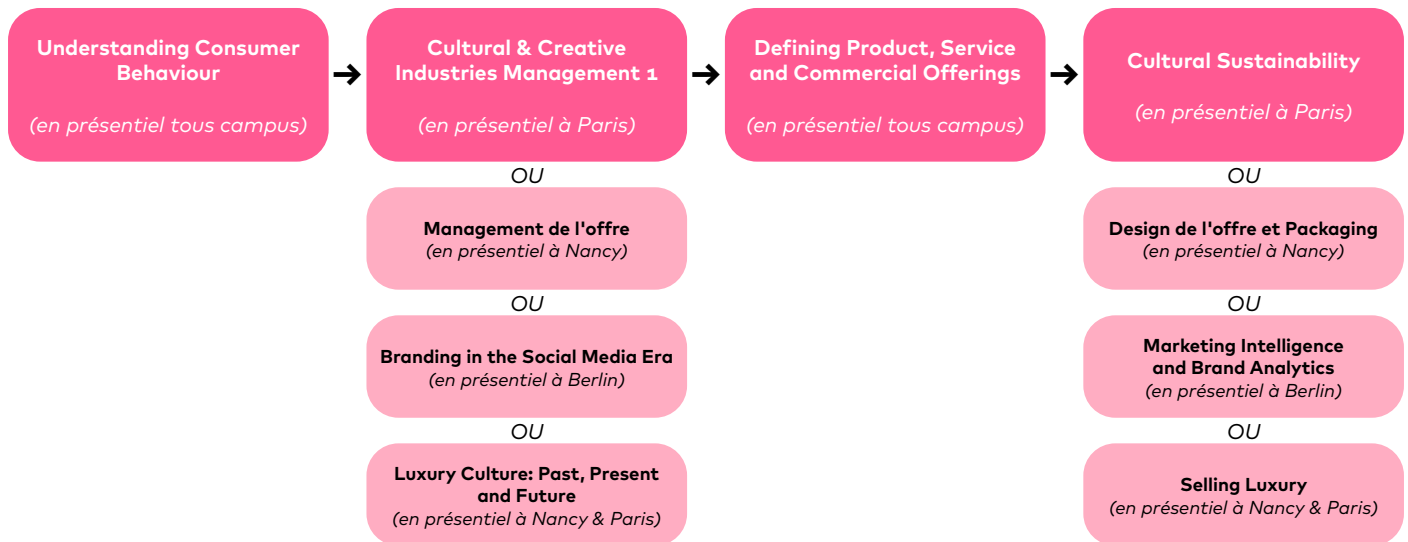 Understanding Consumer
Behaviour
(en présentiel tous campus)
Cultural & Creative
Industries Management 1
(en présentiel à Paris)
OU
Management de l'offre
(en présentiel à Nancy)
OU
Branding in the Social Media Era
(en présentiel à Berlin)
OU
Luxury Culture: Past, Present
and Future
(en présentiel à Nancy & Paris)
Defining Product, Service
and Commercial Offerings
(en présentiel tous campus)
Cultural Sustainability
(en présentiel à Paris)
OU
Design de l'offre et Packaging
(en présentiel à Nancy)
OU
Marketing Intelligence
and Brand Analytics
(en présentiel à Berlin)
OU
Selling Luxury
(en présentiel à Nancy & Paris)